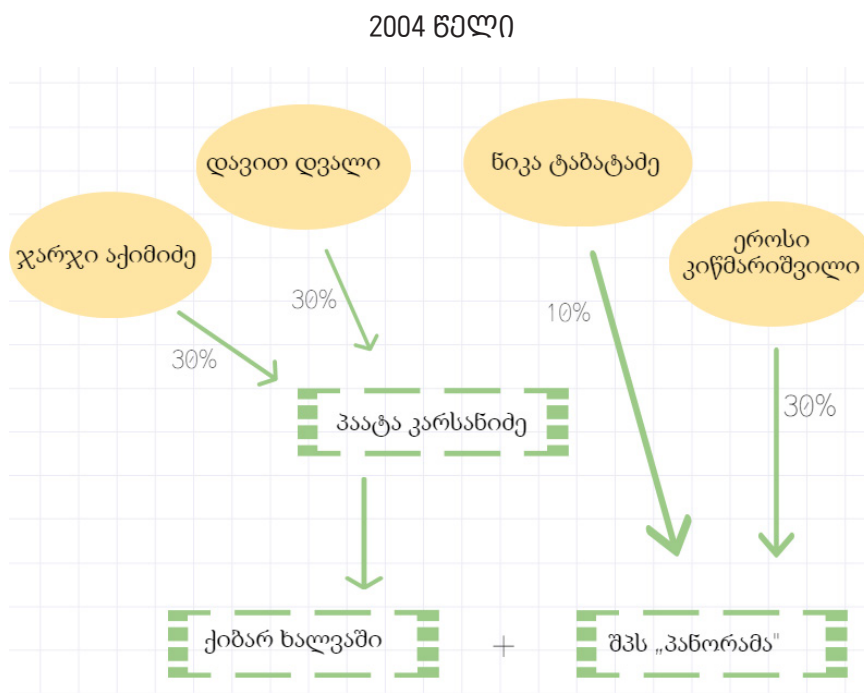 2004 წელი
დავით დვალი
ნიკა ტაბატაძე
ჯარჯი აქიმიძე
ეროსი
კიწმარიშვილი
30%
10%
30%
30%
პაატა კარსანიძე
ქიბარ ხალვაში
+
შპს „პანორამა"